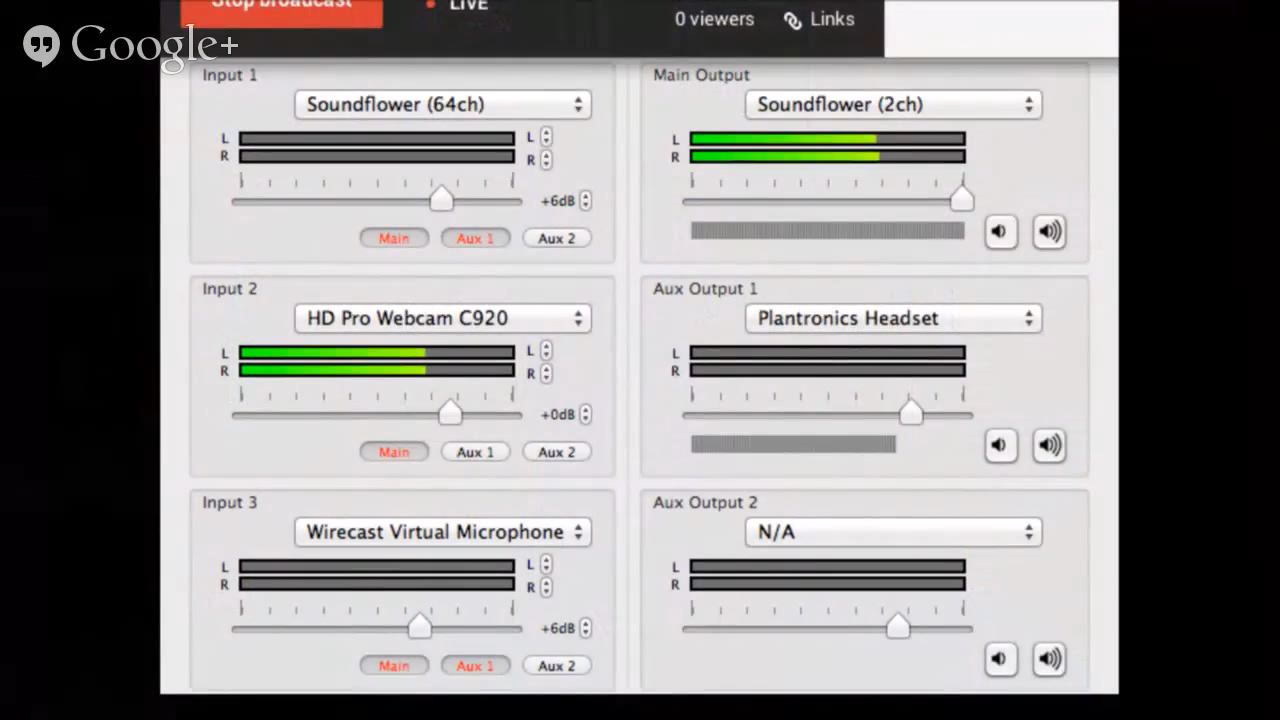 Stop broadcast
LIVE
0 viewers
Links
Google+
Input 1
Soundflower (64ch)
L
R
L
R
+6dB
Main
Aux 1
Aux 2
Main Output
Soundflower (2ch)
L
R
Input 2
HD Pro Webcam C920
L
R
L
R
+0dB
Main
Aux 1
Aux 2
Aux Output 1
Plantronics Headset
L
R
Input 3
Wirecast Virtual Microphone
L
R
L
R
+6dB
Main
Aux 1
Aux 2
Aux Output 2
N/A
L
R